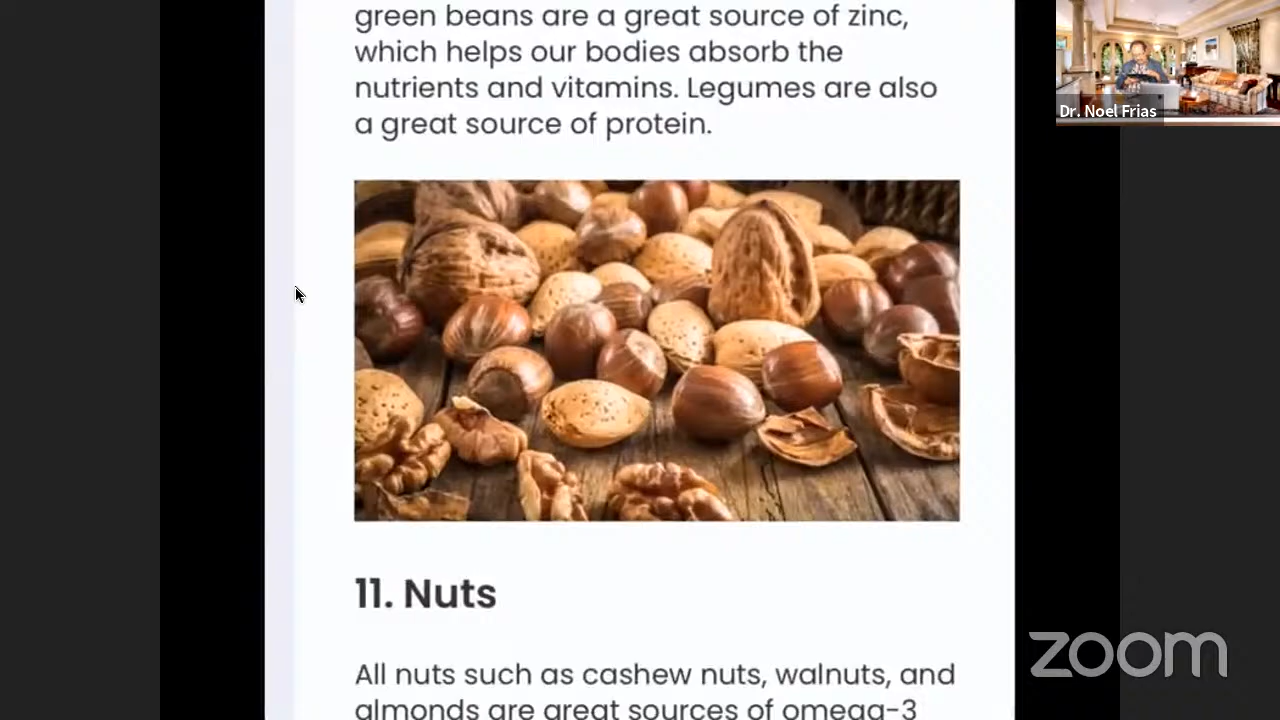 green beans are a great source of zinc,
which helps our bodies absorb the
nutrients and vitamins. Legumes are also
a great source of protein.
Dr. Noel Frias
11. Nuts
All nuts such as cashew nuts, walnuts, and
almonds are great sources of omega-3
zoom